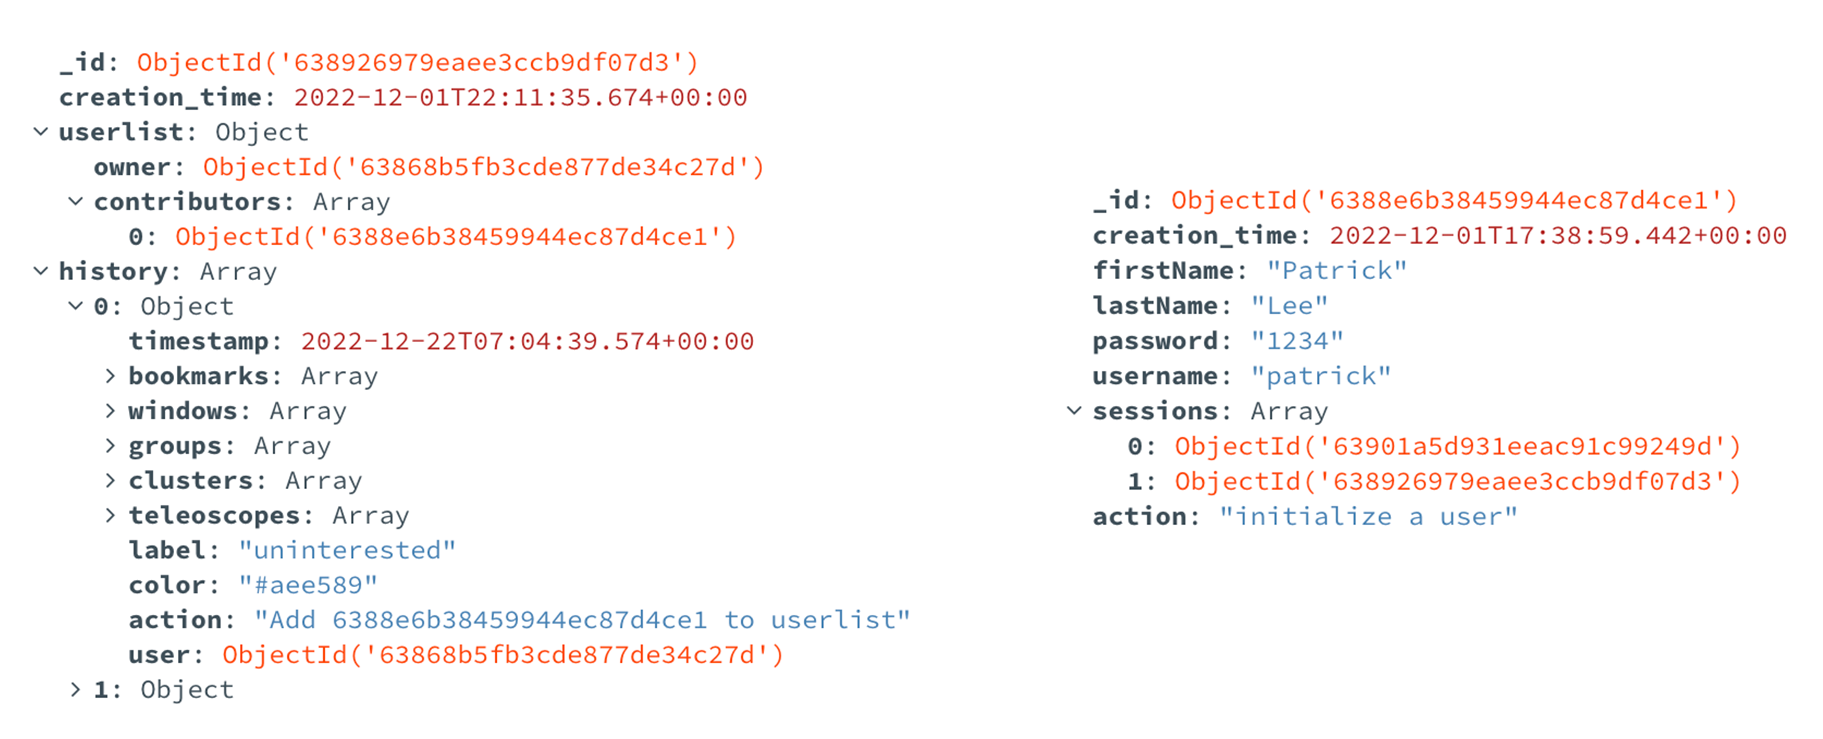 _id: ObjectId('638926979eaee3ccb9df07d3')
creation_time: 2022-12-01T22:11:35.674+00:00
userlist: Object
owner: ObjectId('63868b5fb3cde877de34c27d')
contributors: Array
0: ObjectId('6388e6b38459944ec87d4ce1')
history: Array
0: Object
timestamp: 2022-12-22T07:04:39.574+00:00
bookmarks: Array
windows: Array
groups: Array
clusters: Array
teleoscopes: Array
label: "uninterested"
color: "#aee589"
action: "Add 6388e6b38459944ec87d4ce1 to userlist"
user: ObjectId('63868b5fb3cde877de34c27d')
1: Object
_id: ObjectId('6388e6b38459944ec87d4ce1')
creation_time: 2022-12-01T17:38:59.442+00:00
firstName: "Patrick"
lastName: "Lee"
password: "1234"
username: "patrick"
sessions: Array
0: ObjectId('63901a5d931eeac91c99249d')
1: ObjectId('638926979eaee3ccb9df07d3')
action: "initialize a user"